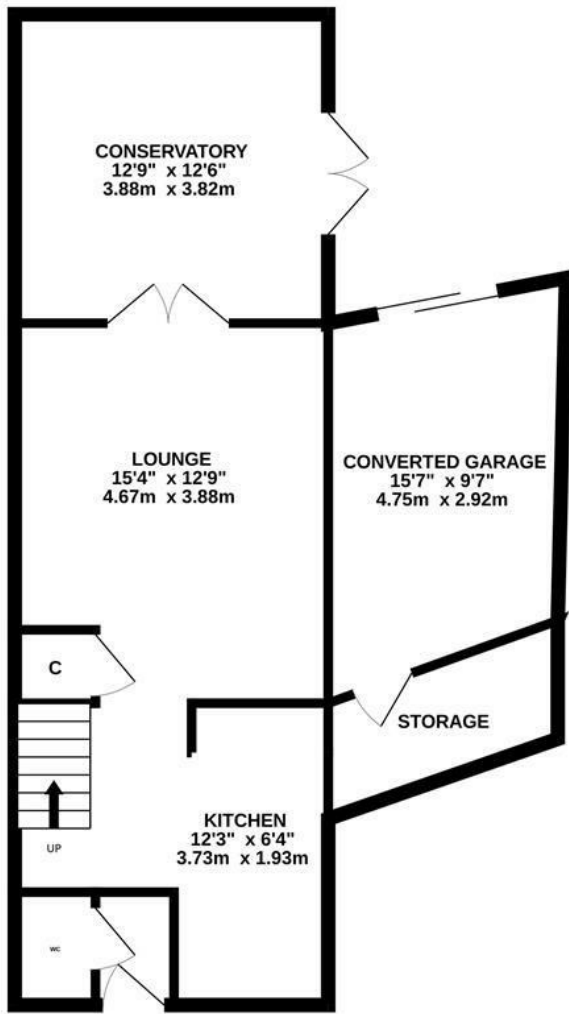 CONSERVATORY
12'9" x 12'6"
3.88m x 3.82m
LOUNGE
15'4" x 12'9"
4.67m x 3.88m
CONVERTED GARAGE
15'7" x 9'7"
4.75m x 2.92m
C
STORAGE
KITCHEN
12'3" x 6'4"
3.73m x 1.93m
UP
WC